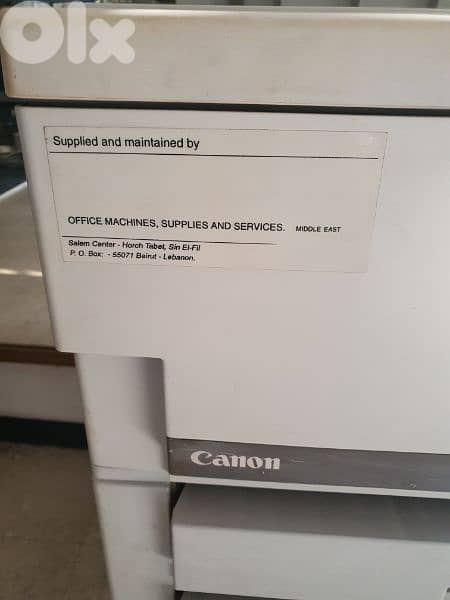 OLX
Supplied and maintained by
OFFICE MACHINES, SUPPLIES AND SERVICES. MIDDLE EAST
Salem Center - Horch Tabet, Sin El-Fil
P. O. Box: - 55071 Beirut - Lebanon.
Canon